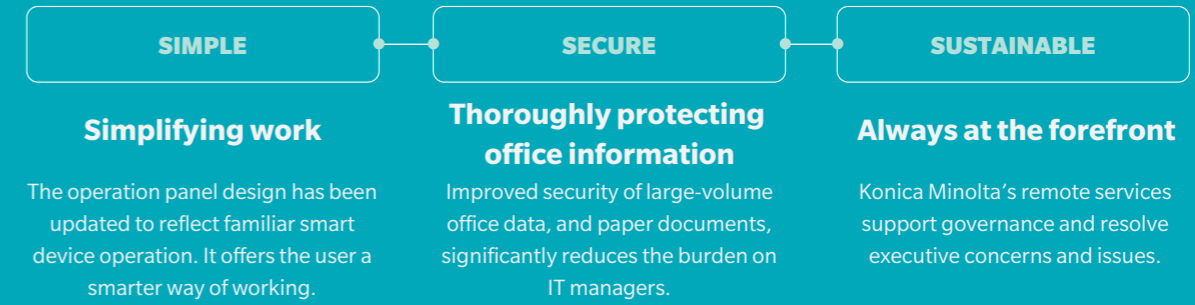 SIMPLE
Simplifying work
The operation panel design has been
updated to reflect familiar smart
device operation. It offers the user a
smarter way of working.
SECURE
Thoroughly protecting
office information
Improved security of large-volume
office data, and paper documents,
significantly reduces the burden on
IT managers.
SUSTAINABLE
Always at the forefront
Konica Minolta’s remote services
support governance and resolve
executive concerns and issues.